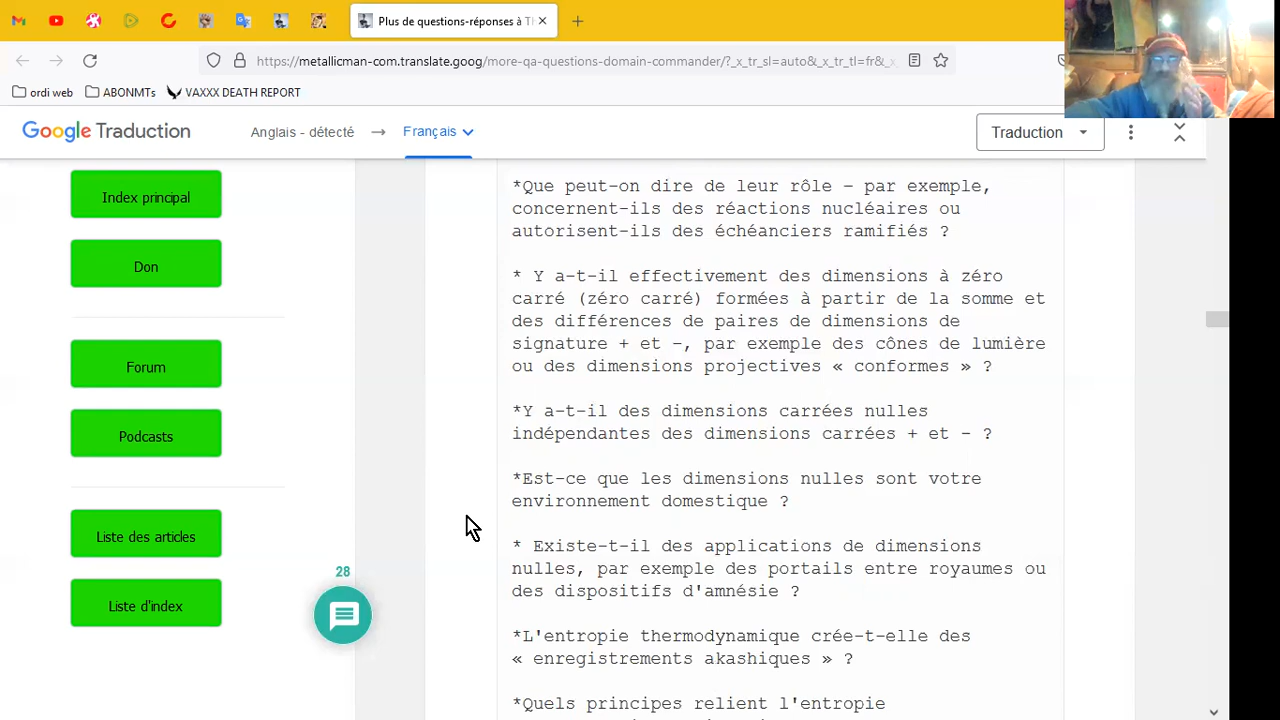 Plus de questions-réponses à Tl
https://metallicman-com.translate.goog/more-qa-questions-domain-commander/?_x_tr_sl=auto&_x_tr_tl=fr&_x
ordi web
ABONMTs
VAXXX DEATH REPORT
Google Traduction
Anglais - détecté
Français
Traduction
Index principal
Don
Forum
Podcasts
Liste des articles
Liste d'index
28
*Que peut-on dire de leur rôle – par exemple,
concernent-ils des réactions nucléaires ou
autorisent-ils des échéanciers ramifiés ?
* Y a-t-il effectivement des dimensions à zéro
carré (zéro carré) formées à partir de la somme et
des différences de paires de dimensions de
signature + et -, par exemple des cônes de lumière
ou des dimensions projectives « conformes » ?
*Y a-t-il des dimensions carrées nulles
indépendantes des dimensions carrées + et - ?
*Est-ce que les dimensions nulles sont votre
environnement domestique ?
* Existe-t-il des applications de dimensions
nulles, par exemple des portails entre royaumes ou
des dispositifs d'amnésie ?
*L'entropie thermodynamique crée-t-elle des
« enregistrements akashiques » ?
*Quels principes relient l'entropie